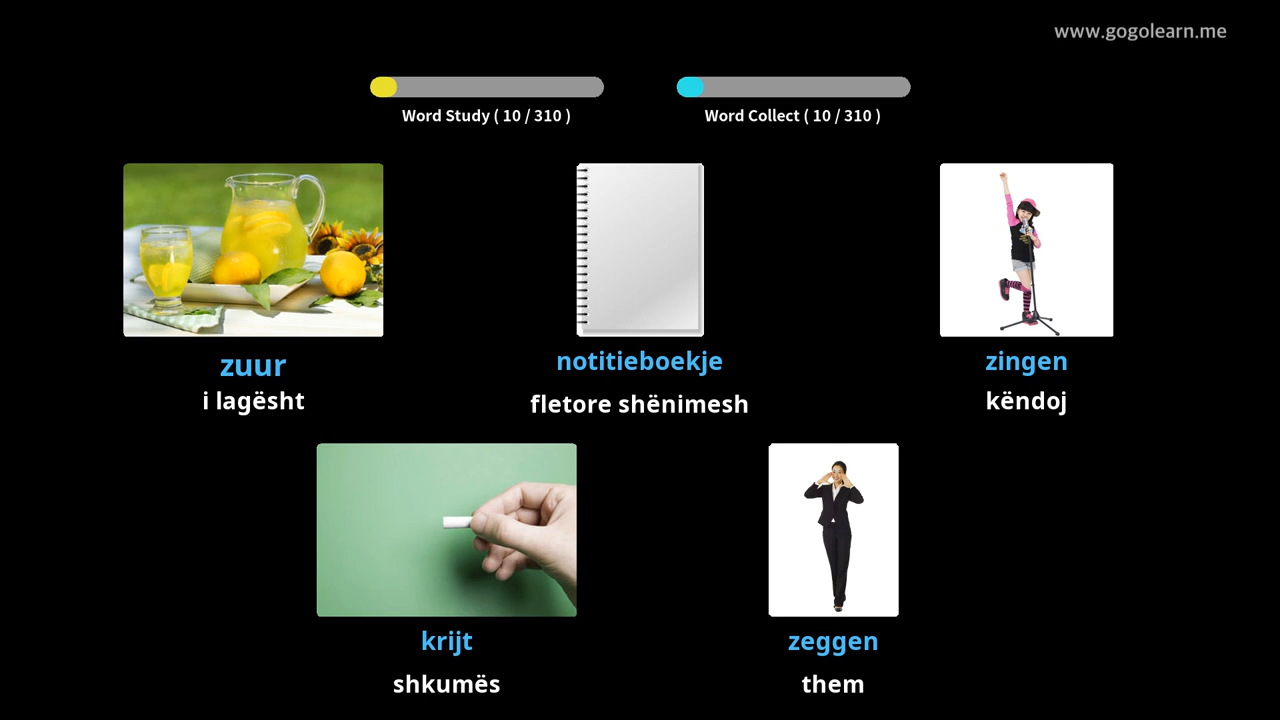 www.gogolearn.me
Word Study ( 10 / 310 )
Word Collect ( 10 / 310 )
zuur
i lagësht
notitieboekje
fletore shënimesh
zingen
këndoj
krijt
shkumës
zeggen
them